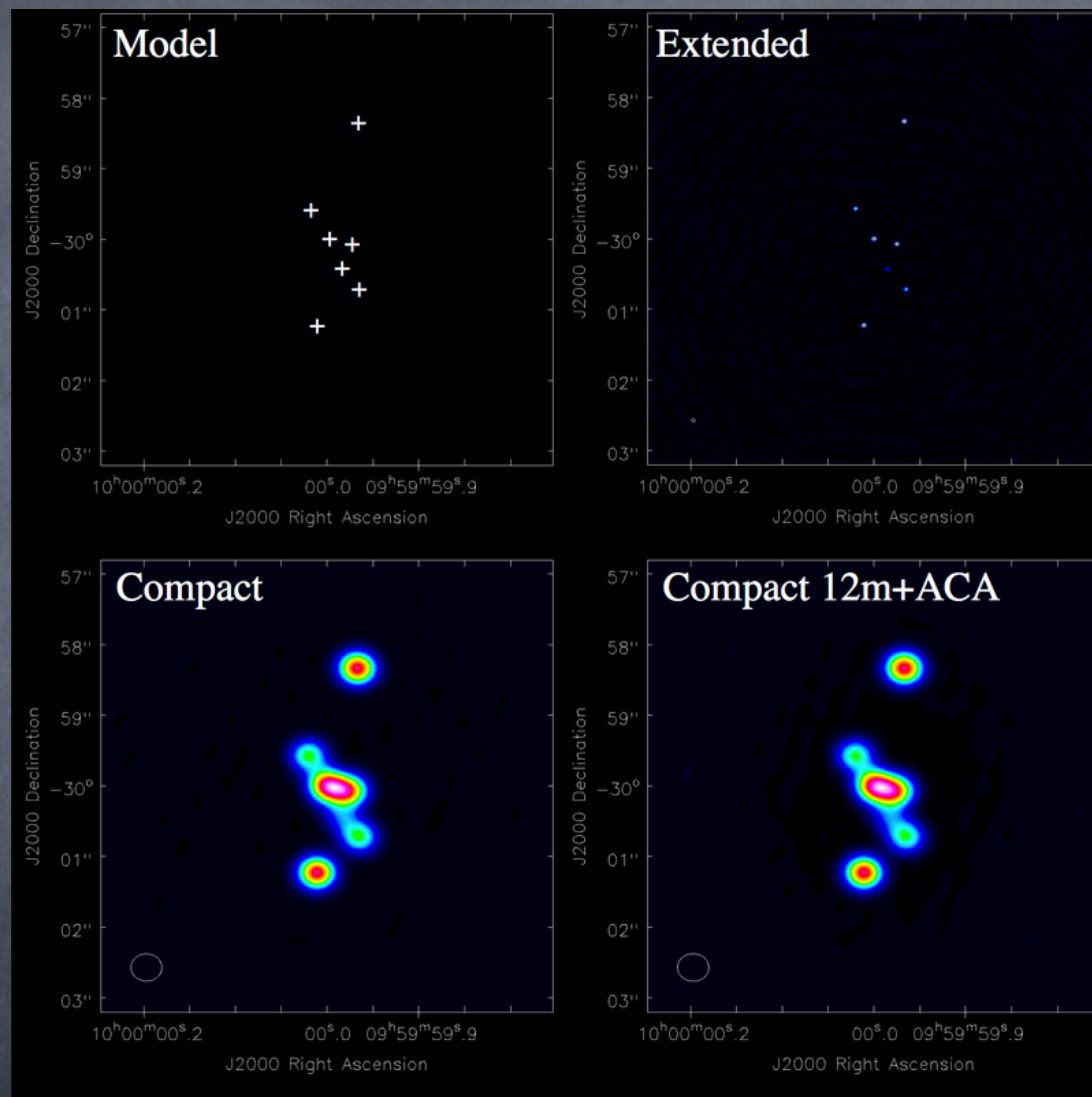 Model
57"
58"
59"
−30°
01"
02"
03"
J2000 Declination
10ʰ00ᵐ00ˢ.2 00ˢ.0 09ʰ59ᵐ59ˢ.9
J2000 Right Ascension
Extended
57"
58"
59"
−30°
01"
02"
03"
J2000 Declination
10ʰ00ᵐ00ˢ.2 00ˢ.0 09ʰ59ᵐ59ˢ.9
J2000 Right Ascension
Compact
57"
58"
59"
−30°
01"
02"
03"
J2000 Declination
10ʰ00ᵐ00ˢ.2 00ˢ.0 09ʰ59ᵐ59ˢ.9
J2000 Right Ascension
Compact 12m+ACA
57"
58"
59"
−30°
01"
02"
03"
J2000 Declination
10ʰ00ᵐ00ˢ.2 00ˢ.0 09ʰ59ᵐ59ˢ.9
J2000 Right Ascension